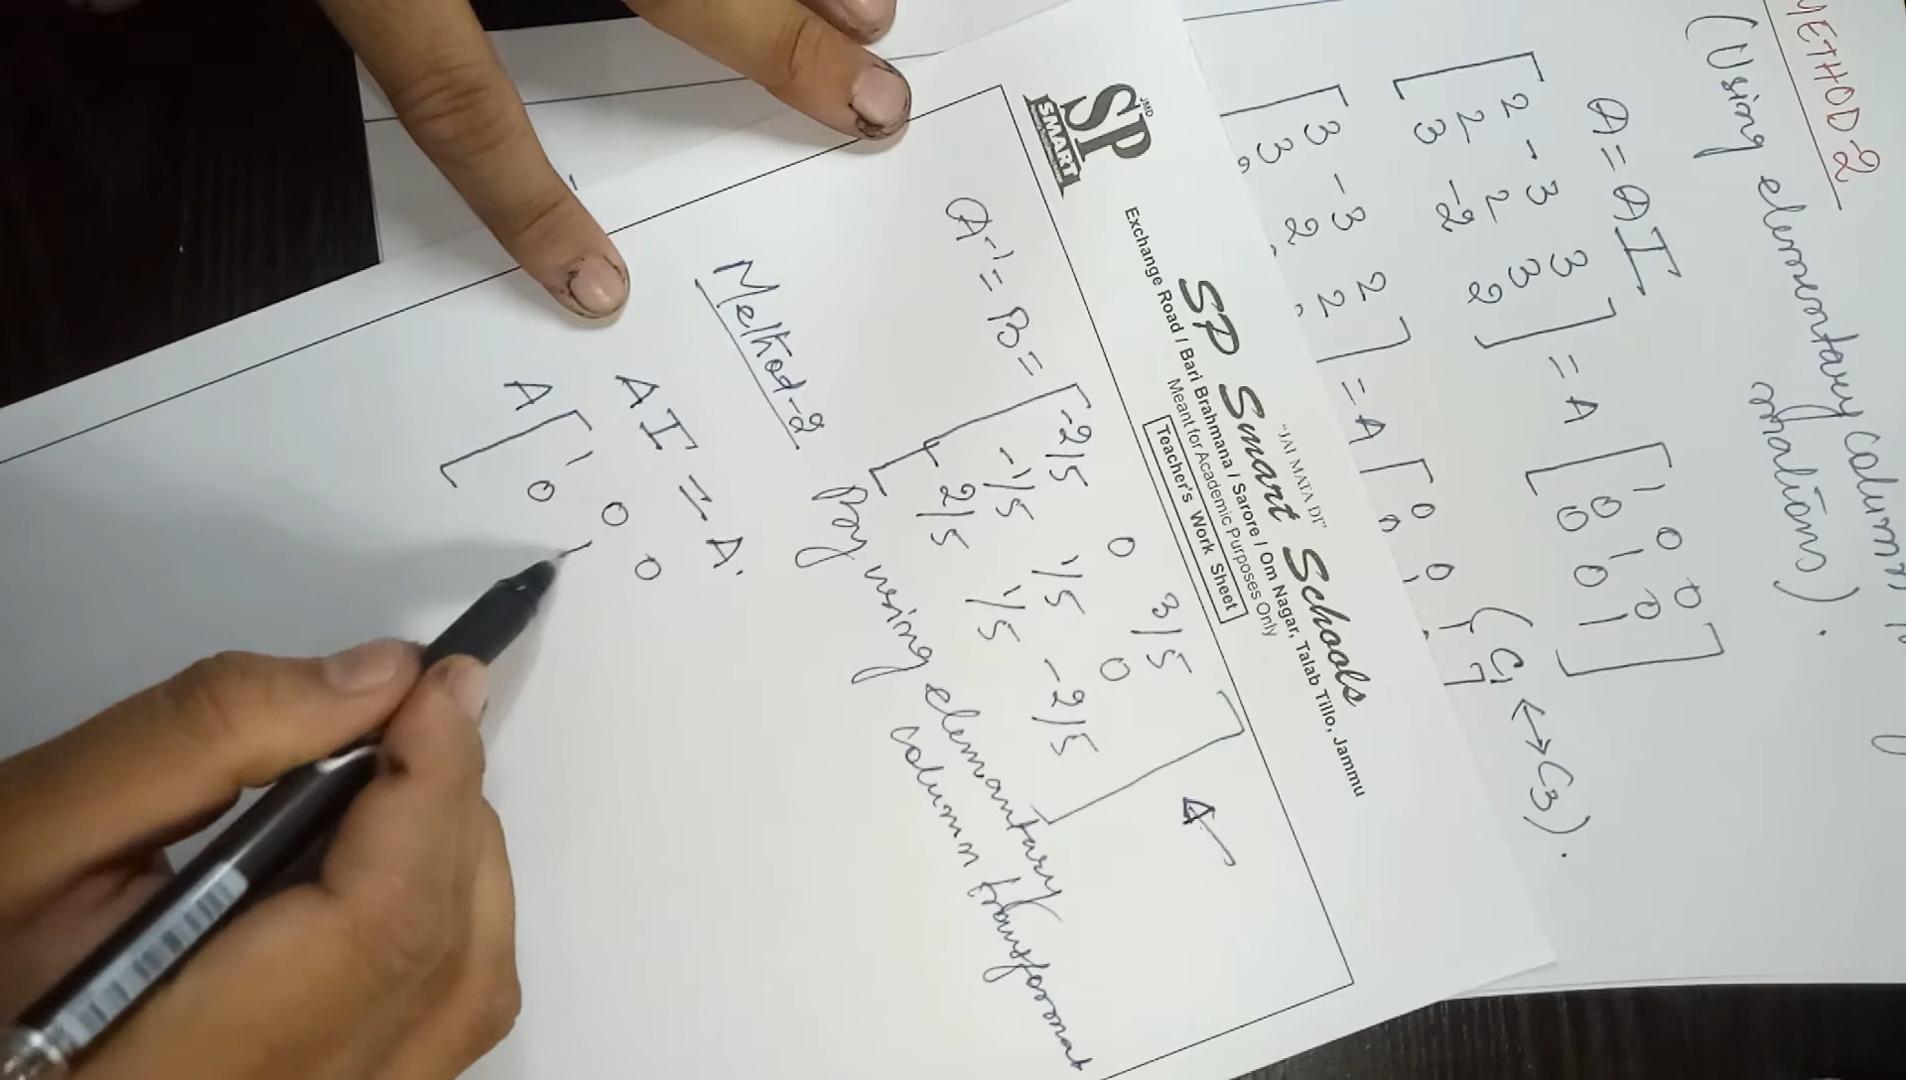 METHOD-2
(Using elementary column
A = AI
[2 -3 3
2 2 3
3 -2 2] = A [1 0 0
0 1 0
0 0 1]
[3 -3 2
3 2 2] = A [0 0 1 (C1 ↔ C3).
JMD
SP
SMART
"JAI MATA DI"
SP Smart Schools
Exchange Road / Bari Brahmana / Sarore / Om Nagar, Talab Tillo, Jammu
Meant for Academic Purposes Only
Teacher's Work Sheet
A⁻¹ = B = [-2/5 0 3/5
-1/5 1/5 0
2/5 1/5 -2/5]
Method-2 By using elemantary
column transformat
AI = A.
A [1 0 0
0 1